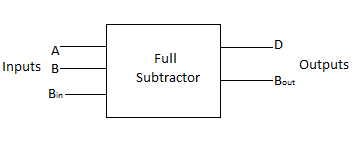 A
Inputs B
Bin
Full
Subtractor
D
Outputs
Bout